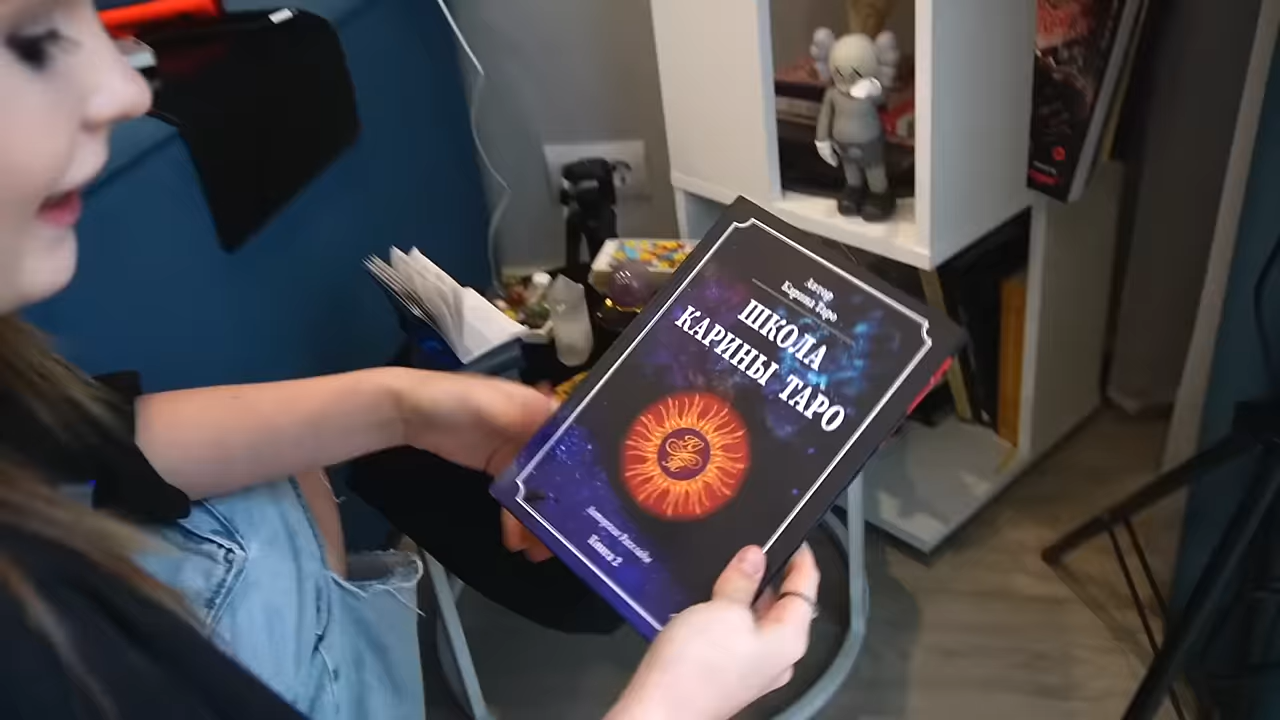 Автор
Карина Таро
ШКОЛА
КАРИНЫ ТАРО
Авторские Расклады
Книга 2